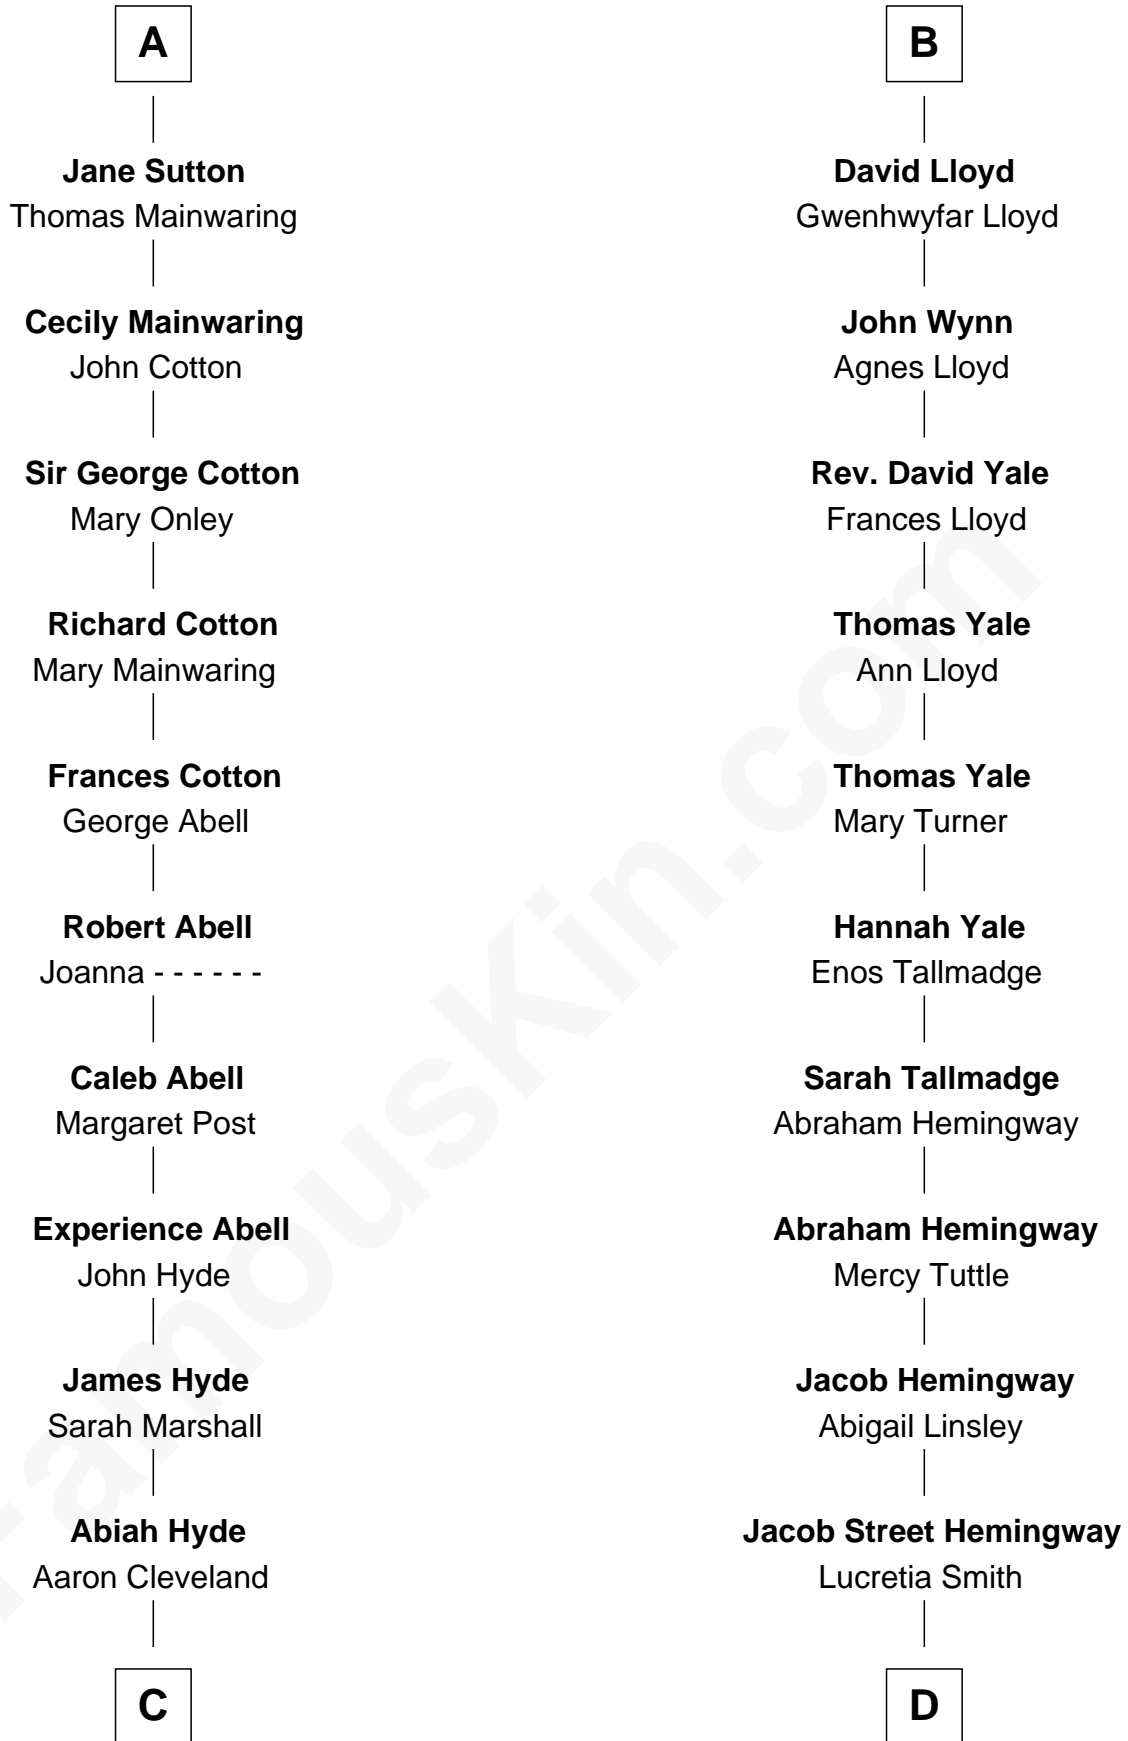 A
Jane Sutton
Thomas Mainwaring
Cecily Mainwaring
John Cotton
Sir George Cotton
Mary Onley
Richard Cotton
Mary Mainwaring
Frances Cotton
George Abell
Robert Abell
Joanna - - - - - -
Caleb Abell
Margaret Post
Experience Abell
John Hyde
James Hyde
Sarah Marshall
Abiah Hyde
Aaron Cleveland
C
B
David Lloyd
Gwenhwyfar Lloyd
John Wynn
Agnes Lloyd
Rev. David Yale
Frances Lloyd
Thomas Yale
Ann Lloyd
Thomas Yale
Mary Turner
Hannah Yale
Enos Tallmadge
Sarah Tallmadge
Abraham Hemingway
Abraham Hemingway
Mercy Tuttle
Jacob Hemingway
Abigail Linsley
Jacob Street Hemingway
Lucretia Smith
D
FamousKin.com